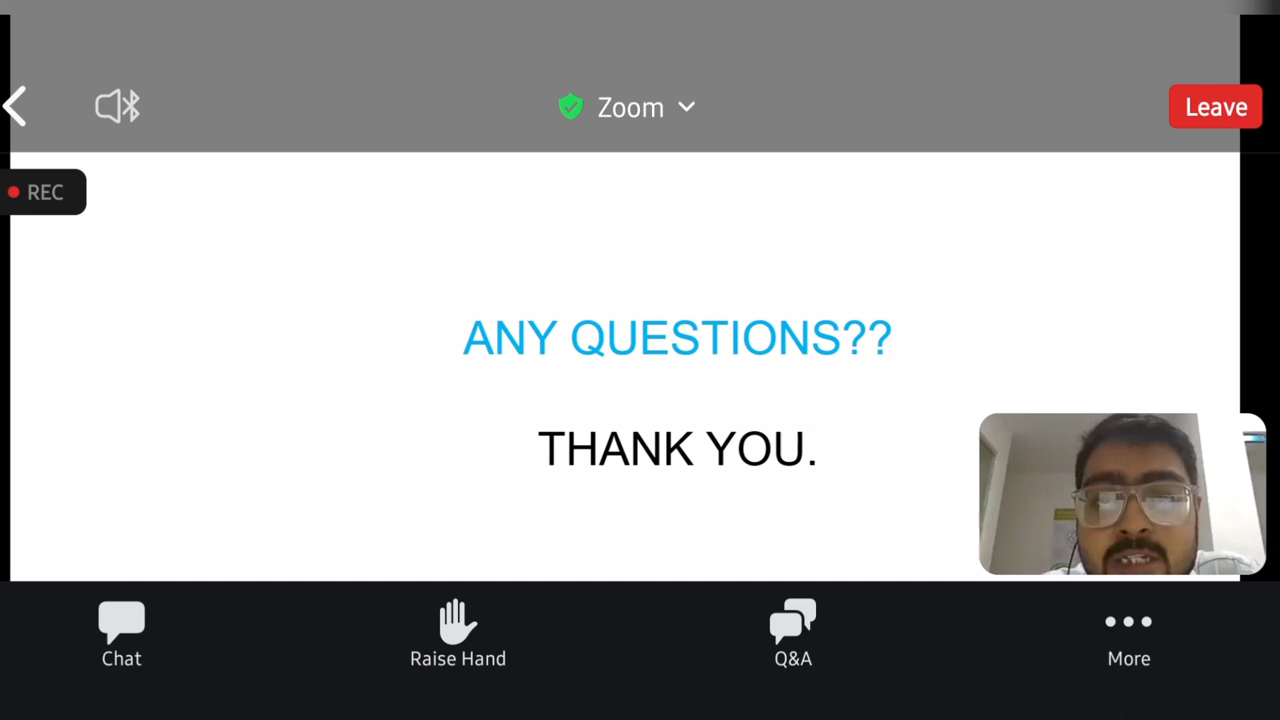 Zoom
Leave
REC
ANY QUESTIONS??
THANK YOU.
Chat
Raise Hand
Q&A
More